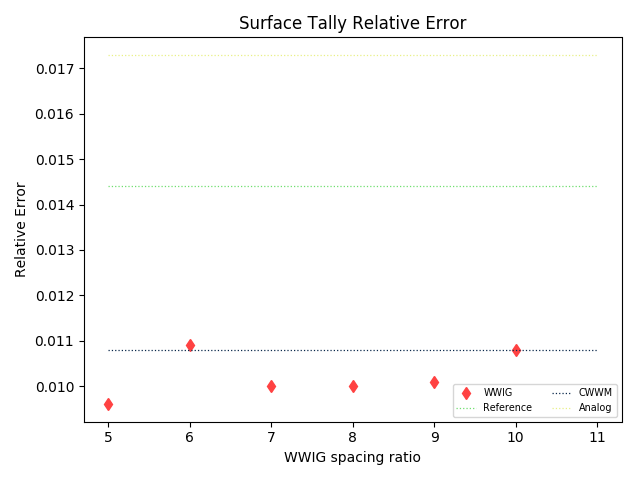 Surface Tally Relative Error
Relative Error
0.017
0.016
0.015
0.014
0.013
0.012
0.011
0.010
WWIG CWWM
Reference Analog
5 6 7 8 9 10 11
WWIG spacing ratio